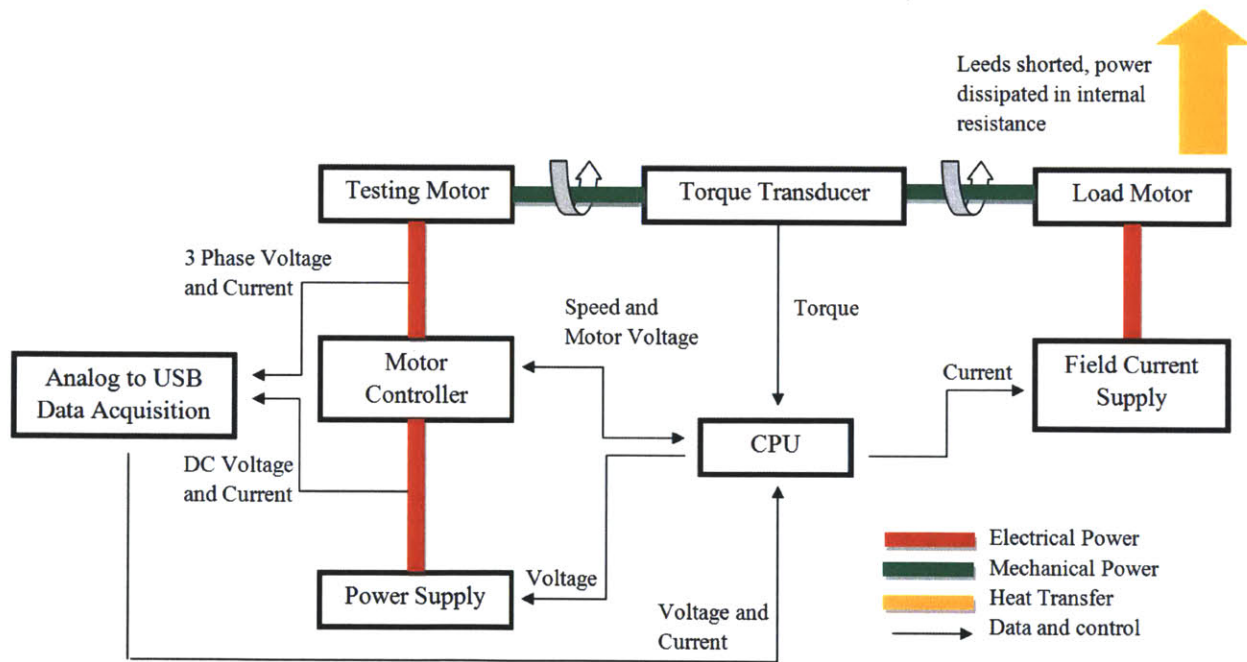 Leeds shorted, power
dissipated in internal
resistance
Testing Motor
Torque Transducer
Load Motor
3 Phase Voltage
and Current
Speed and
Motor Voltage
Torque
Analog to USB
Data Acquisition
Motor
Controller
Current
Field Current
Supply
CPU
DC Voltage
and Current
Power Supply
Voltage
Voltage and
Current
Electrical Power
Mechanical Power
Heat Transfer
Data and control